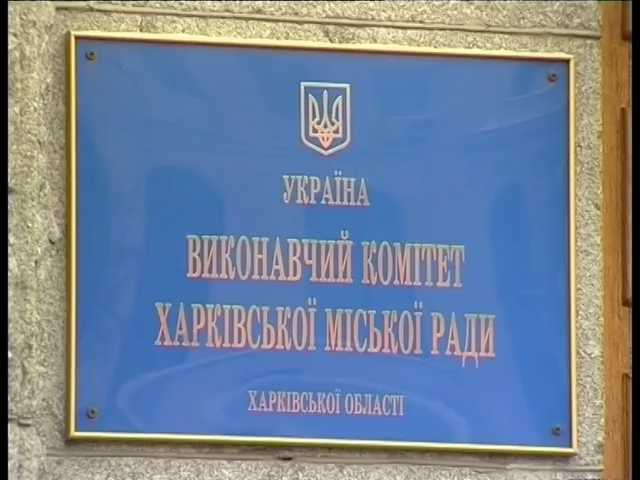 УКРАЇНА
ВИКОНАВЧИЙ КОМІТЕТ
ХАРКІВСЬКОЇ МІСЬКОЇ РАДИ
ХАРКІВСЬКОЇ ОБЛАСТІ